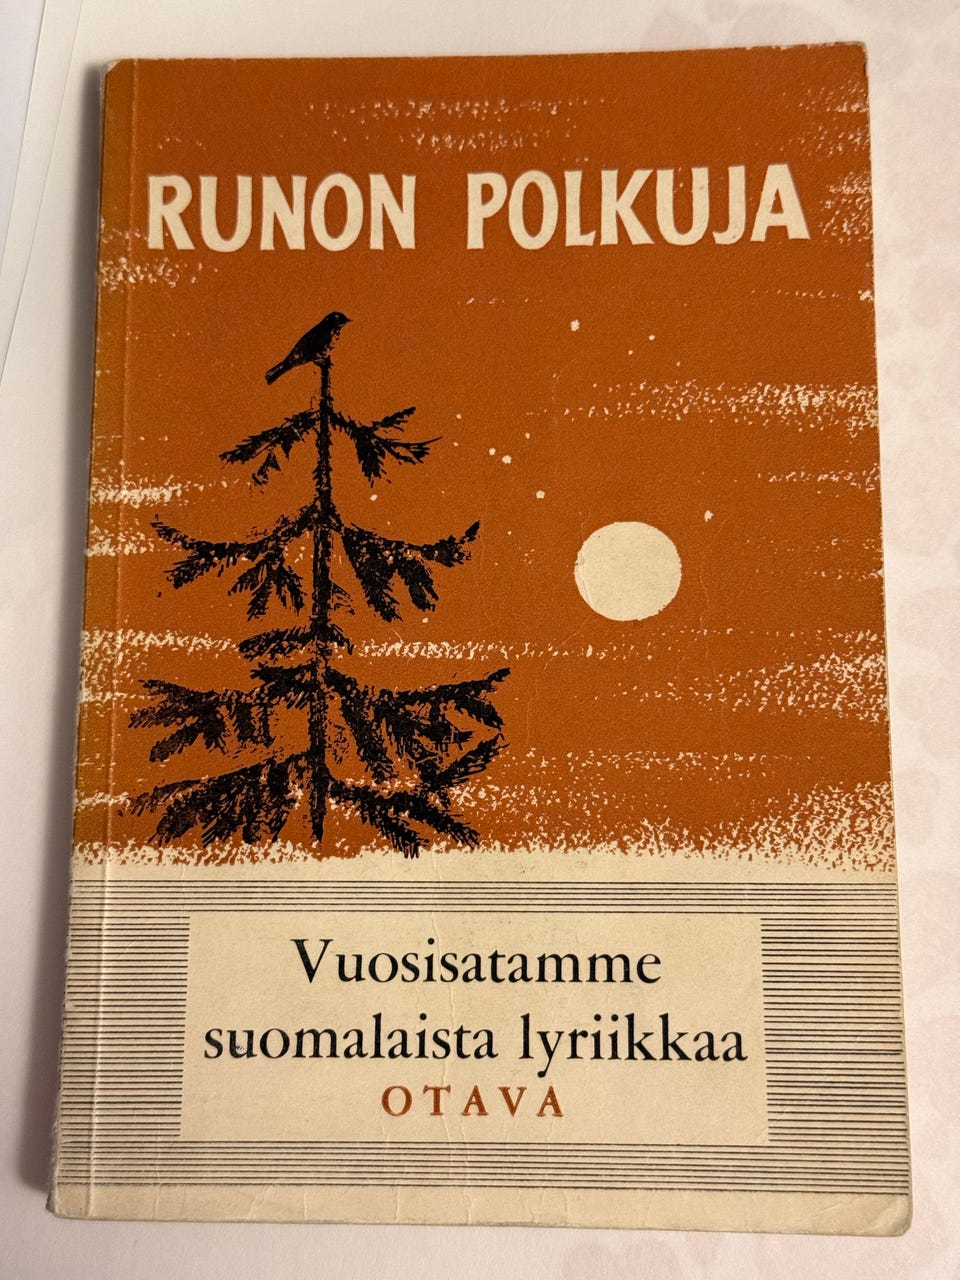 RUNON POLKUJA
Vuosisatamme
suomalaista lyriikkaa
OTAVA